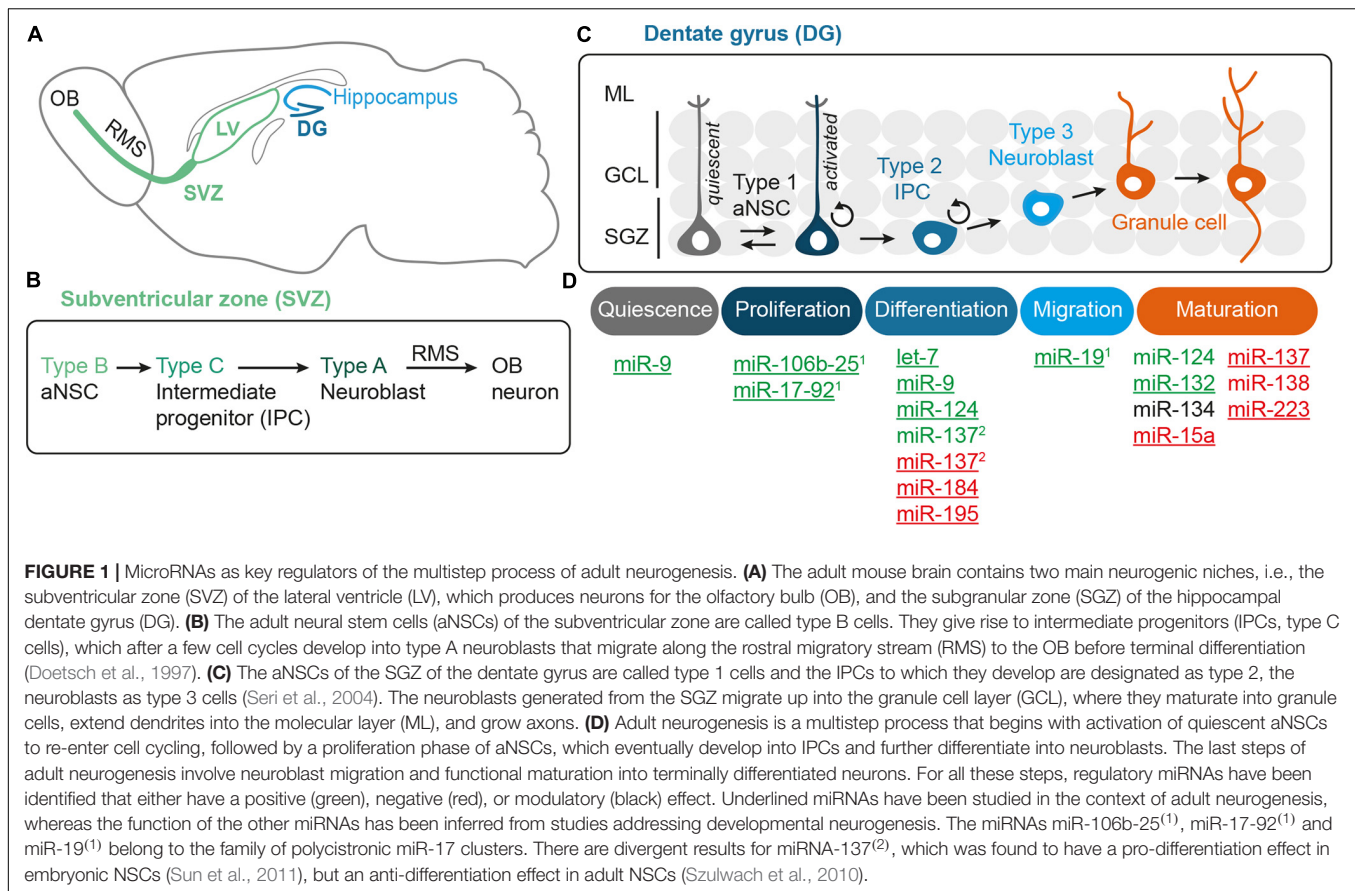 A
OB
RMS
SVZ
LV
Hippocampus
DG
B
Subventricular zone (SVZ)
Type B
aNSC
Type C
Intermediate
progenitor (IPC)
Type A
Neuroblast
RMS
OB
neuron
C
Dentate gyrus (DG)
ML
GCL
SGZ
quiescent
Type 1
aNSC
activated
Type 2
IPC
Type 3
Neuroblast
Granule cell
D
Quiescence
miR-9
Proliferation
miR-106b-25¹
miR-17-92¹
Differentiation
let-7
miR-9
miR-124
miR-137²
miR-137²
miR-184
miR-195
Migration
miR-19¹
Maturation
miR-124
miR-132
miR-134
miR-15a
miR-137
miR-138
miR-223
FIGURE 1 | MicroRNAs as key regulators of the multistep process of adult neurogenesis. (A) The adult mouse brain contains two main neurogenic niches, i.e., the
subventricular zone (SVZ) of the lateral ventricle (LV), which produces neurons for the olfactory bulb (OB), and the subgranular zone (SGZ) of the hippocampal
dentate gyrus (DG). (B) The adult neural stem cells (aNSCs) of the subventricular zone are called type B cells. They give rise to intermediate progenitors (IPCs, type C
cells), which after a few cell cycles develop into type A neuroblasts that migrate along the rostral migratory stream (RMS) to the OB before terminal differentiation
(Doetsch et al., 1997). (C) The aNSCs of the SGZ of the dentate gyrus are called type 1 cells and the IPCs to which they develop are designated as type 2, the
neuroblasts as type 3 cells (Seri et al., 2004). The neuroblasts generated from the SGZ migrate up into the granule cell layer (GCL), where they maturate into granule
cells, extend dendrites into the molecular layer (ML), and grow axons. (D) Adult neurogenesis is a multistep process that begins with activation of quiescent aNSCs
to re-enter cell cycling, followed by a proliferation phase of aNSCs, which eventually develop into IPCs and further differentiate into neuroblasts. The last steps of
adult neurogenesis involve neuroblast migration and functional maturation into terminally differentiated neurons. For all these steps, regulatory miRNAs have been
identified that either have a positive (green), negative (red), or modulatory (black) effect. Underlined miRNAs have been studied in the context of adult neurogenesis,
whereas the function of the other miRNAs has been inferred from studies addressing developmental neurogenesis. The miRNAs miR-106b-25⁽¹⁾, miR-17-92⁽¹⁾ and
miR-19⁽¹⁾ belong to the family of polycistronic miR-17 clusters. There are divergent results for miRNA-137⁽²⁾, which was found to have a pro-differentiation effect in
embryonic NSCs (Sun et al., 2011), but an anti-differentiation effect in adult NSCs (Szulwach et al., 2010).